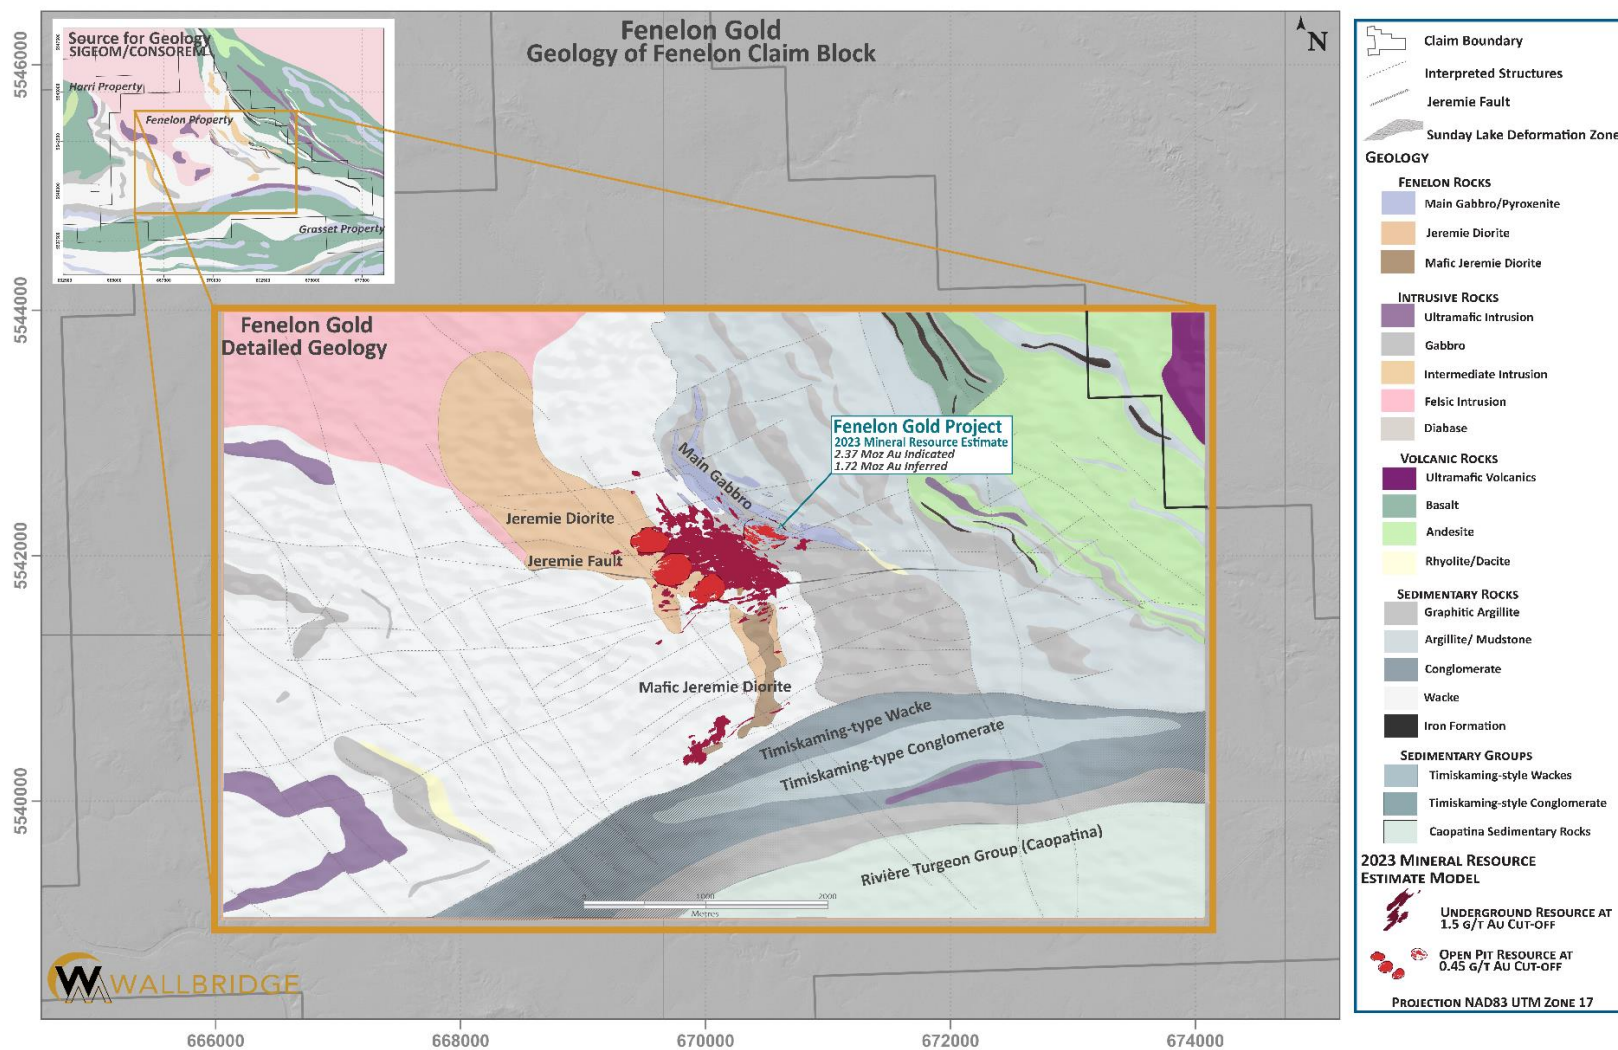 Fenelon Gold
Geology of Fenelon Claim Block
N
Source for Geology
SIGEOM/CONSOREM
Harri Property
Fenelon Property
Grasset Property
5546000
5544000
5542000
5540000
666000
668000
670000
672000
674000
Fenelon Gold
Detailed Geology
Fenelon Gold Project
2023 Mineral Resource Estimate
2.37 Moz Au Indicated
1.72 Moz Au Inferred
Main Gabbro
Jeremie Diorite
Jeremie Fault
Mafic Jeremie Diorite
Timiskaming-type Wacke
Timiskaming-type Conglomerate
Rivière Turgeon Group (Caopatina)
0 1000 2000
Metres
WALLBRIDGE
Claim Boundary
Interpreted Structures
Jeremie Fault
Sunday Lake Deformation Zone
GEOLOGY
FENELON ROCKS
Main Gabbro/Pyroxenite
Jeremie Diorite
Mafic Jeremie Diorite
INTRUSIVE ROCKS
Ultramafic Intrusion
Gabbro
Intermediate Intrusion
Felsic Intrusion
Diabase
VOLCANIC ROCKS
Ultramafic Volcanics
Basalt
Andesite
Rhyolite/Dacite
SEDIMENTARY ROCKS
Graphitic Argillite
Argillite/ Mudstone
Conglomerate
Wacke
Iron Formation
SEDIMENTARY GROUPS
Timiskaming-style Wackes
Timiskaming-style Conglomerate
Caopatina Sedimentary Rocks
2023 MINERAL RESOURCE
ESTIMATE MODEL
UNDERGROUND RESOURCE AT
1.5 G/T AU CUT-OFF
OPEN PIT RESOURCE AT
0.45 G/T AU CUT-OFF
PROJECTION NAD83 UTM ZONE 17